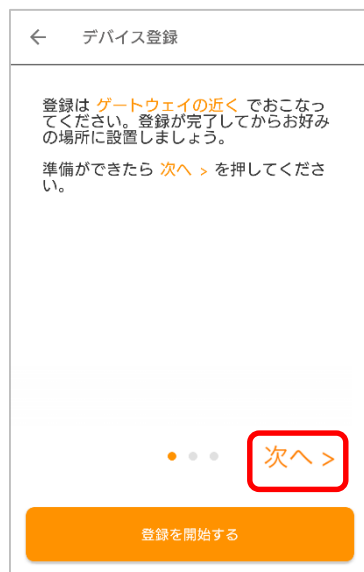 ← デバイス登録
登録は ゲートウェイの近く でおこなっ
てください。登録が完了してからお好み
の場所に設置しましょう。
準備ができたら 次へ > を押してくださ
い。
次へ >
登録を開始する